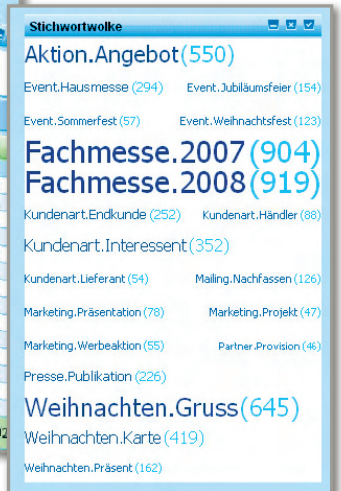 Stichwortwolke
Aktion.Angebot (550)
Event.Hausmesse (294) Event.Jubiläumsfeier (154)
Event.Sommerfest (57) Event.Weihnachtsfest (123)
Fachmesse.2007 (904)
Fachmesse.2008 (919)
Kundenart.Endkunde (252) Kundenart.Händler (88)
Kundenart.Interessent (352)
Kundenart.Lieferant (54) Mailing.Nachfassen (126)
Marketing.Präsentation (78) Marketing.Projekt (47)
Marketing.Werbeaktion (55) Partner.Provision (46)
Presse.Publikation (226)
Weihnachten.Gruss (645)
Weihnachten.Karte (419)
Weihnachten.Präsent (162)